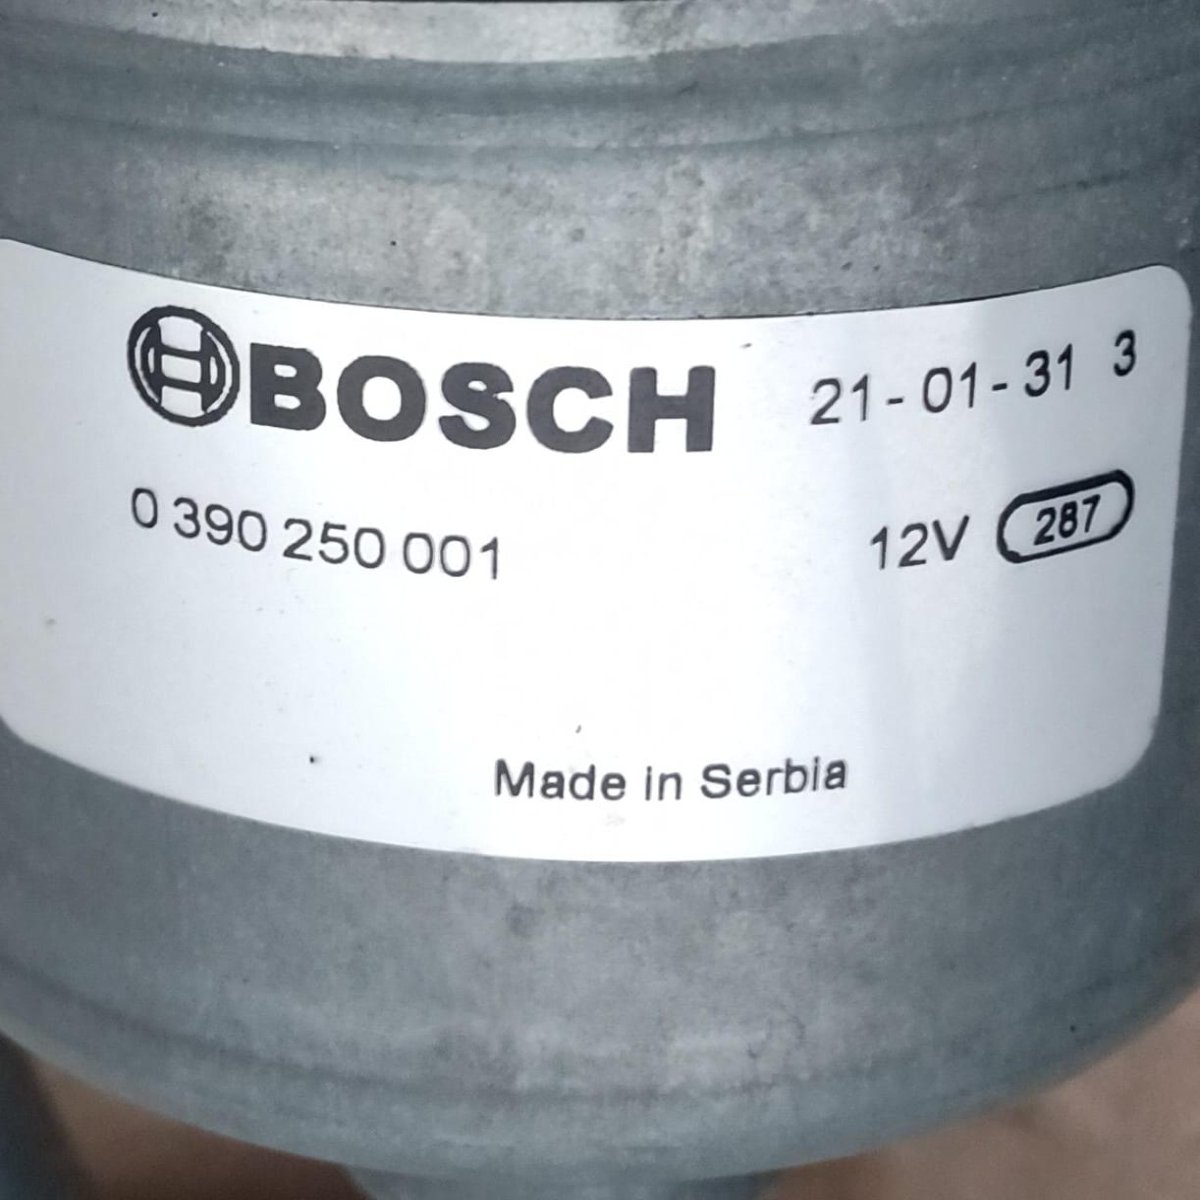 BOSCH 21-01-31 3
0 390 250 001 12V 287
Made in Serbia